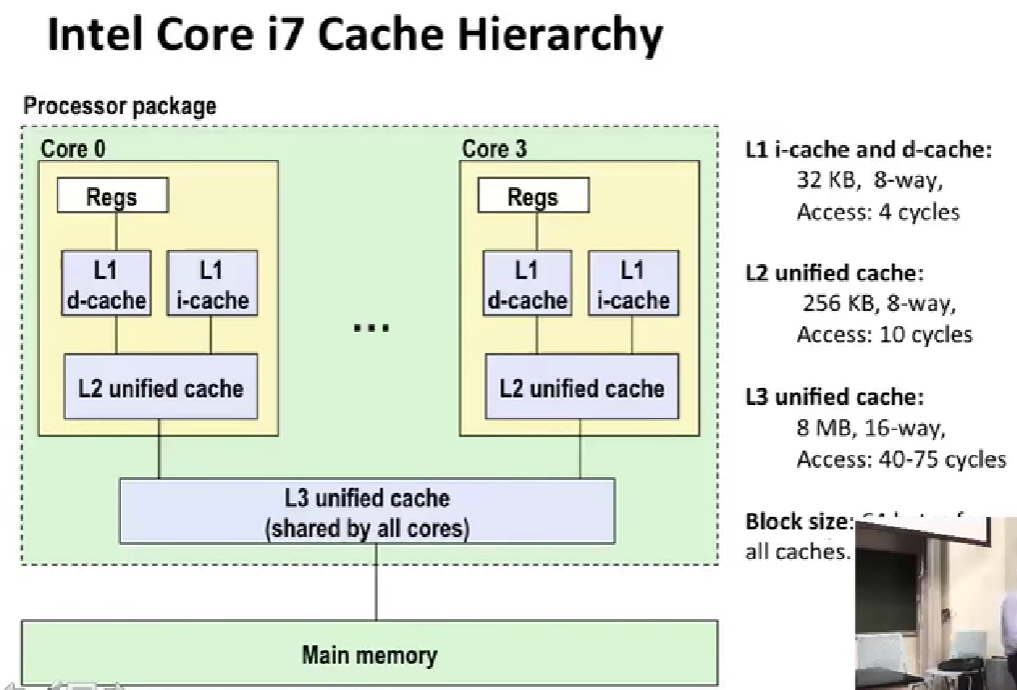 Intel Core i7 Cache Hierarchy
Processor package
Core 0
Regs
L1
d-cache
L1
i-cache
L2 unified cache
...
Core 3
Regs
L1
d-cache
L1
i-cache
L2 unified cache
L3 unified cache
(shared by all cores)
Main memory
L1 i-cache and d-cache:
32 KB, 8-way,
Access: 4 cycles
L2 unified cache:
256 KB, 8-way,
Access: 10 cycles
L3 unified cache:
8 MB, 16-way,
Access: 40-75 cycles
Block size:
all caches.